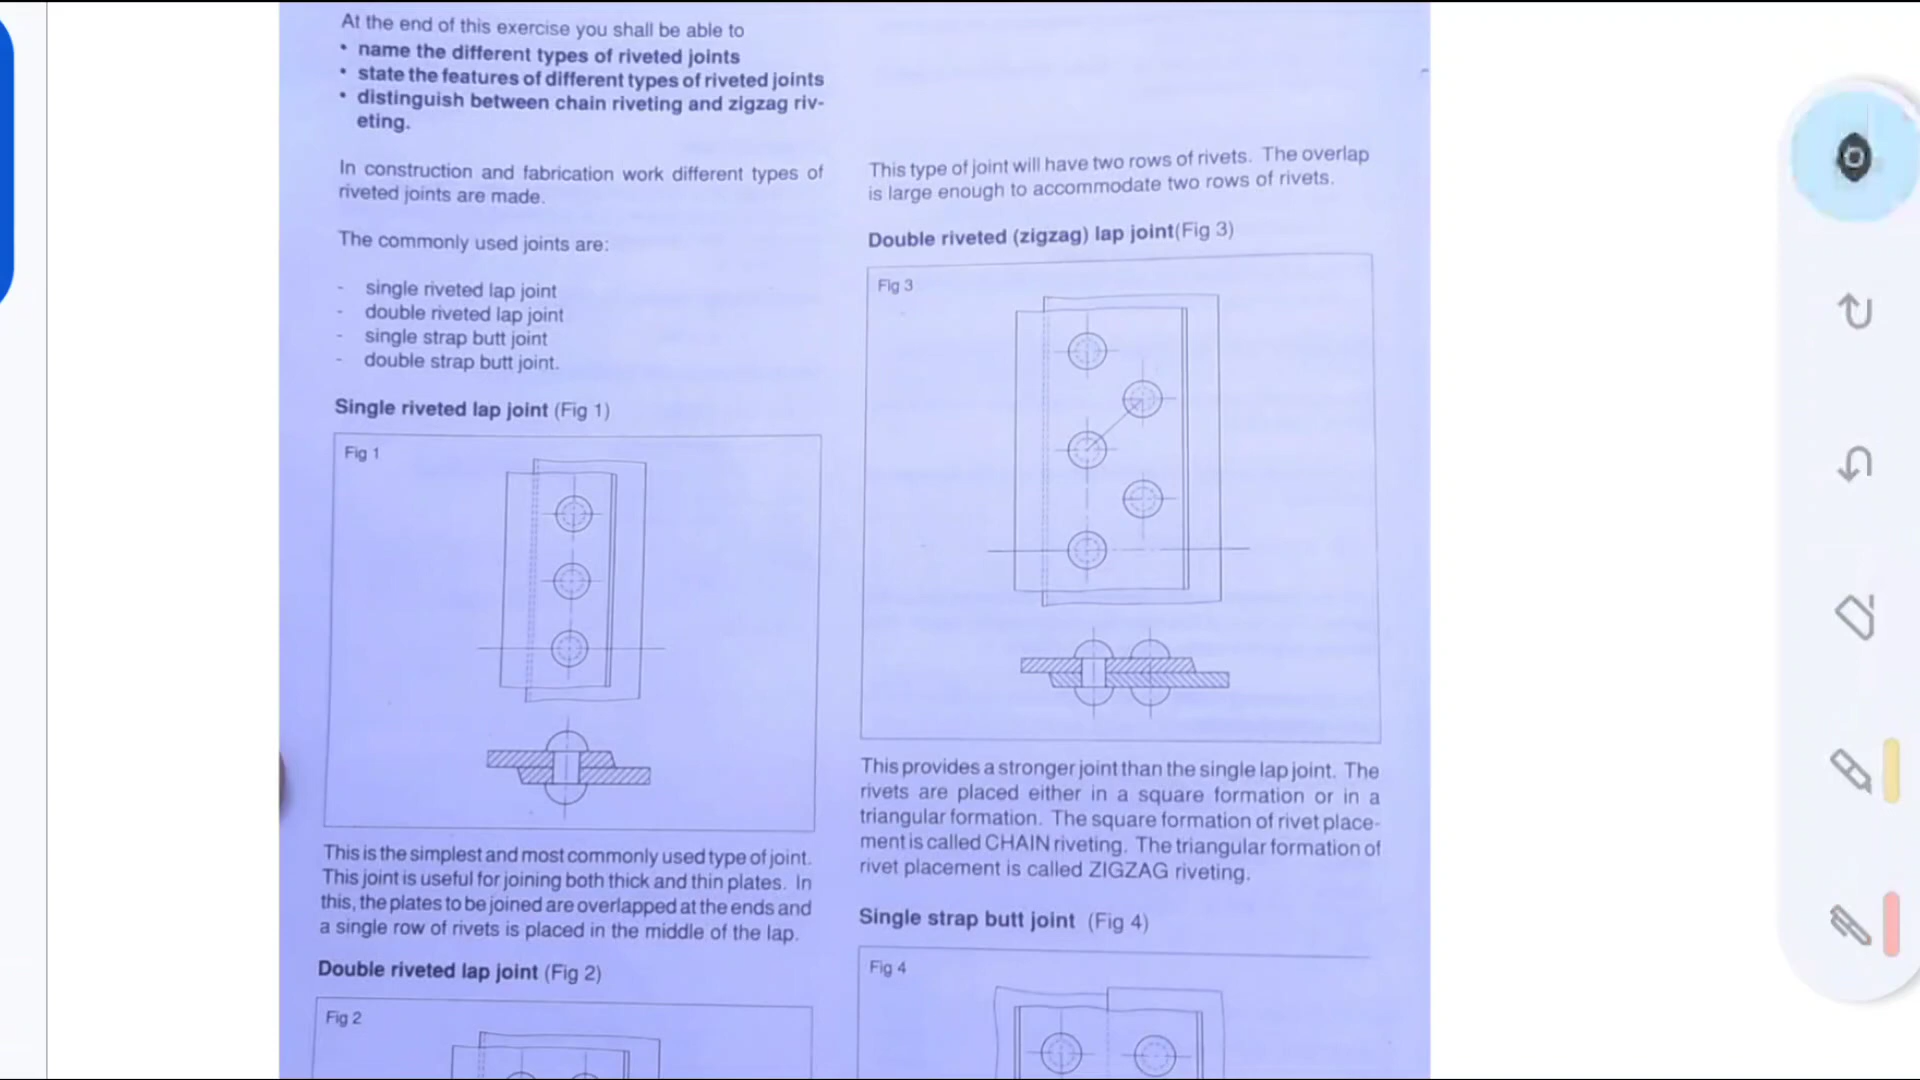 At the end of this exercise you shall be able to
• name the different types of riveted joints
• state the features of different types of riveted joints
• distinguish between chain riveting and zigzag riv-
eting.
In construction and fabrication work different types of
riveted joints are made.
The commonly used joints are:
- single riveted lap joint
- double riveted lap joint
- single strap butt joint
- double strap butt joint.
Single riveted lap joint (Fig 1)
Fig 1
This is the simplest and most commonly used type of joint.
This joint is useful for joining both thick and thin plates. In
this, the plates to be joined are overlapped at the ends and
a single row of rivets is placed in the middle of the lap.
Double riveted lap joint (Fig 2)
Fig 2
This type of joint will have two rows of rivets. The overlap
is large enough to accommodate two rows of rivets.
Double riveted (zigzag) lap joint(Fig 3)
Fig 3
This provides a stronger joint than the single lap joint. The
rivets are placed either in a square formation or in a
triangular formation. The square formation of rivet place-
ment is called CHAIN riveting. The triangular formation of
rivet placement is called ZIGZAG riveting.
Single strap butt joint (Fig 4)
Fig 4